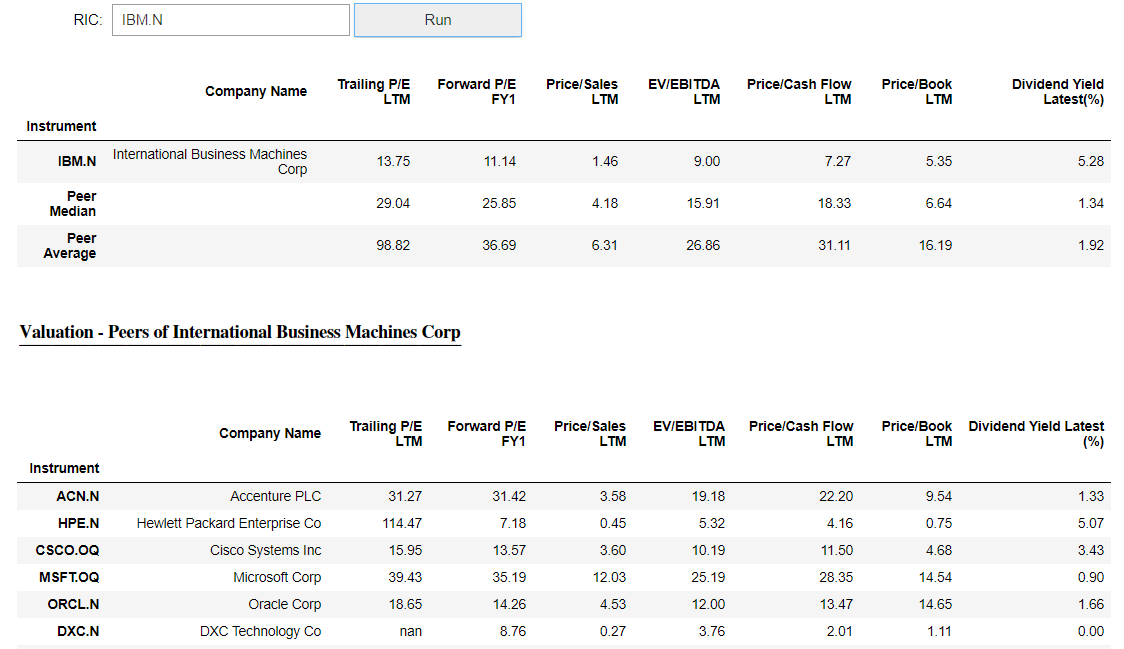 RIC: IBM.N Run
Company Name Trailing P/E LTM Forward P/E FY1 Price/Sales LTM EV/EBITDA LTM Price/Cash Flow LTM Price/Book LTM Dividend Yield Latest(%)
Instrument
IBM.N International Business Machines Corp 13.75 11.14 1.46 9.00 7.27 5.35 5.28
Peer Median 29.04 25.85 4.18 15.91 18.33 6.64 1.34
Peer Average 98.82 36.69 6.31 26.86 31.11 16.19 1.92
Valuation - Peers of International Business Machines Corp
Company Name Trailing P/E LTM Forward P/E FY1 Price/Sales LTM EV/EBITDA LTM Price/Cash Flow LTM Price/Book LTM Dividend Yield Latest (%)
Instrument
ACN.N Accenture PLC 31.27 31.42 3.58 19.18 22.20 9.54 1.33
HPE.N Hewlett Packard Enterprise Co 114.47 7.18 0.45 5.32 4.16 0.75 5.07
CSCO.OQ Cisco Systems Inc 15.95 13.57 3.60 10.19 11.50 4.68 3.43
MSFT.OQ Microsoft Corp 39.43 35.19 12.03 25.19 28.35 14.54 0.90
ORCL.N Oracle Corp 18.65 14.26 4.53 12.00 13.47 14.65 1.66
DXC.N DXC Technology Co nan 8.76 0.27 3.76 2.01 1.11 0.00